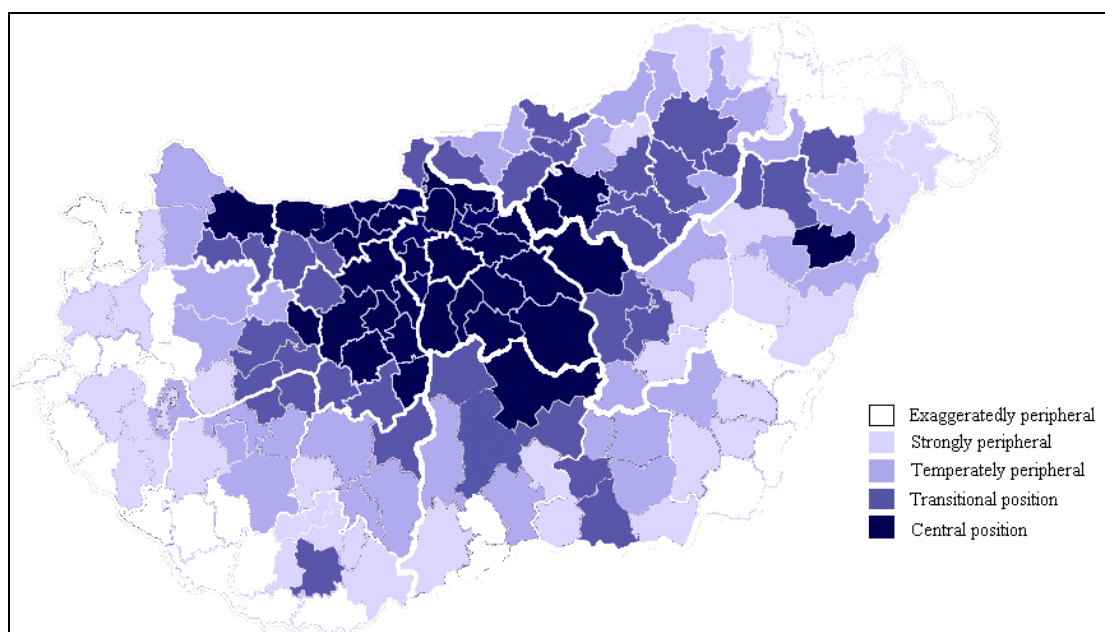 Exaggeratedly peripheral
Strongly peripheral
Temperately peripheral
Transitional position
Central position